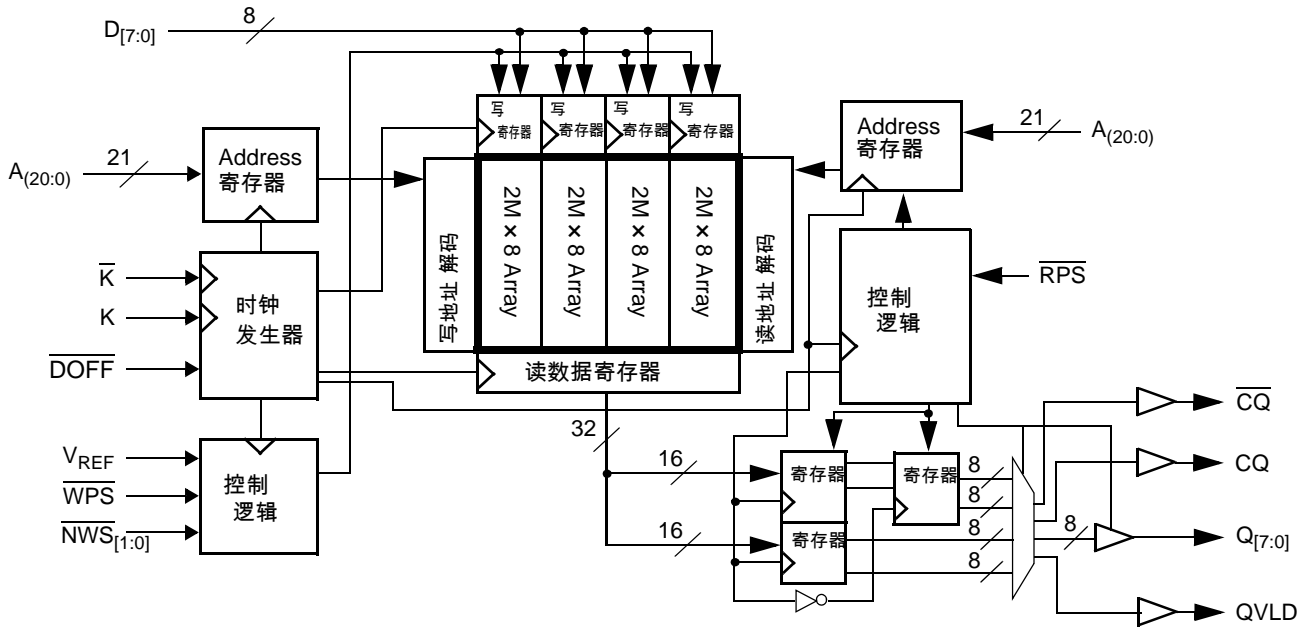 D[7:0]
8
写
寄存器
写
寄存器
写
寄存器
写
寄存器
A(20:0)
21
Address
寄存器
Address
寄存器
21
A(20:0)
写地址 解码
2M × 8 Array
2M × 8 Array
2M × 8 Array
2M × 8 Array
读地址 解码
K̅
K
D̅O̅F̅F̅
时钟
发生器
控制
逻辑
R̅P̅S̅
读数据寄存器
32
VREF
W̅P̅S̅
N̅W̅S̅[1:0]
控制
逻辑
16
寄存器
寄存器
8
8
16
寄存器
8
8
8
C̅Q̅
CQ
Q[7:0]
QVLD